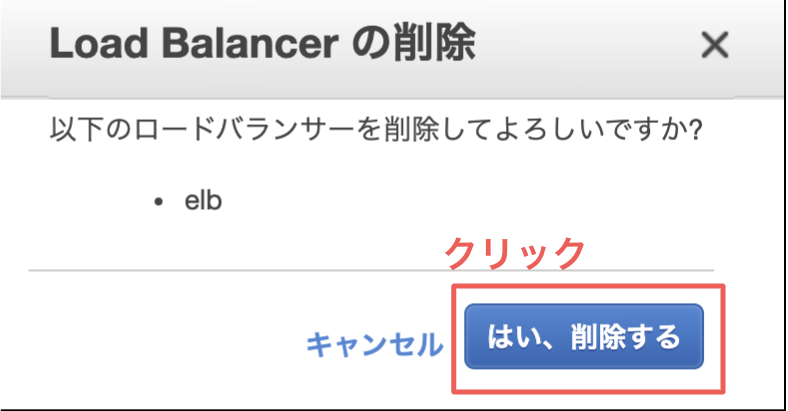 Load Balancer の削除
以下のロードバランサーを削除してよろしいですか?
• elb
クリック
キャンセル
はい、削除する